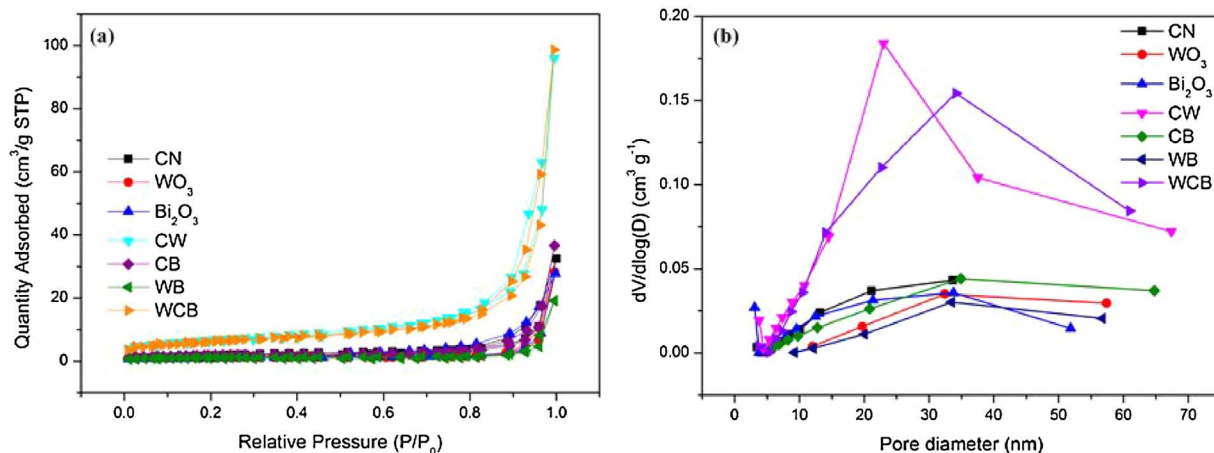 (a)
100
80
60
40
20
0
Quantity Adsorbed (cm³/g STP)
CN
WO₃
Bi₂O₃
CW
CB
WB
WCB
0.0 0.2 0.4 0.6 0.8 1.0
Relative Pressure (P/P₀)
(b)
0.20
0.15
0.10
0.05
0.00
dV/dlog(D) (cm³ g⁻¹)
CN
WO₃
Bi₂O₃
CW
CB
WB
WCB
0 10 20 30 40 50 60 70
Pore diameter (nm)